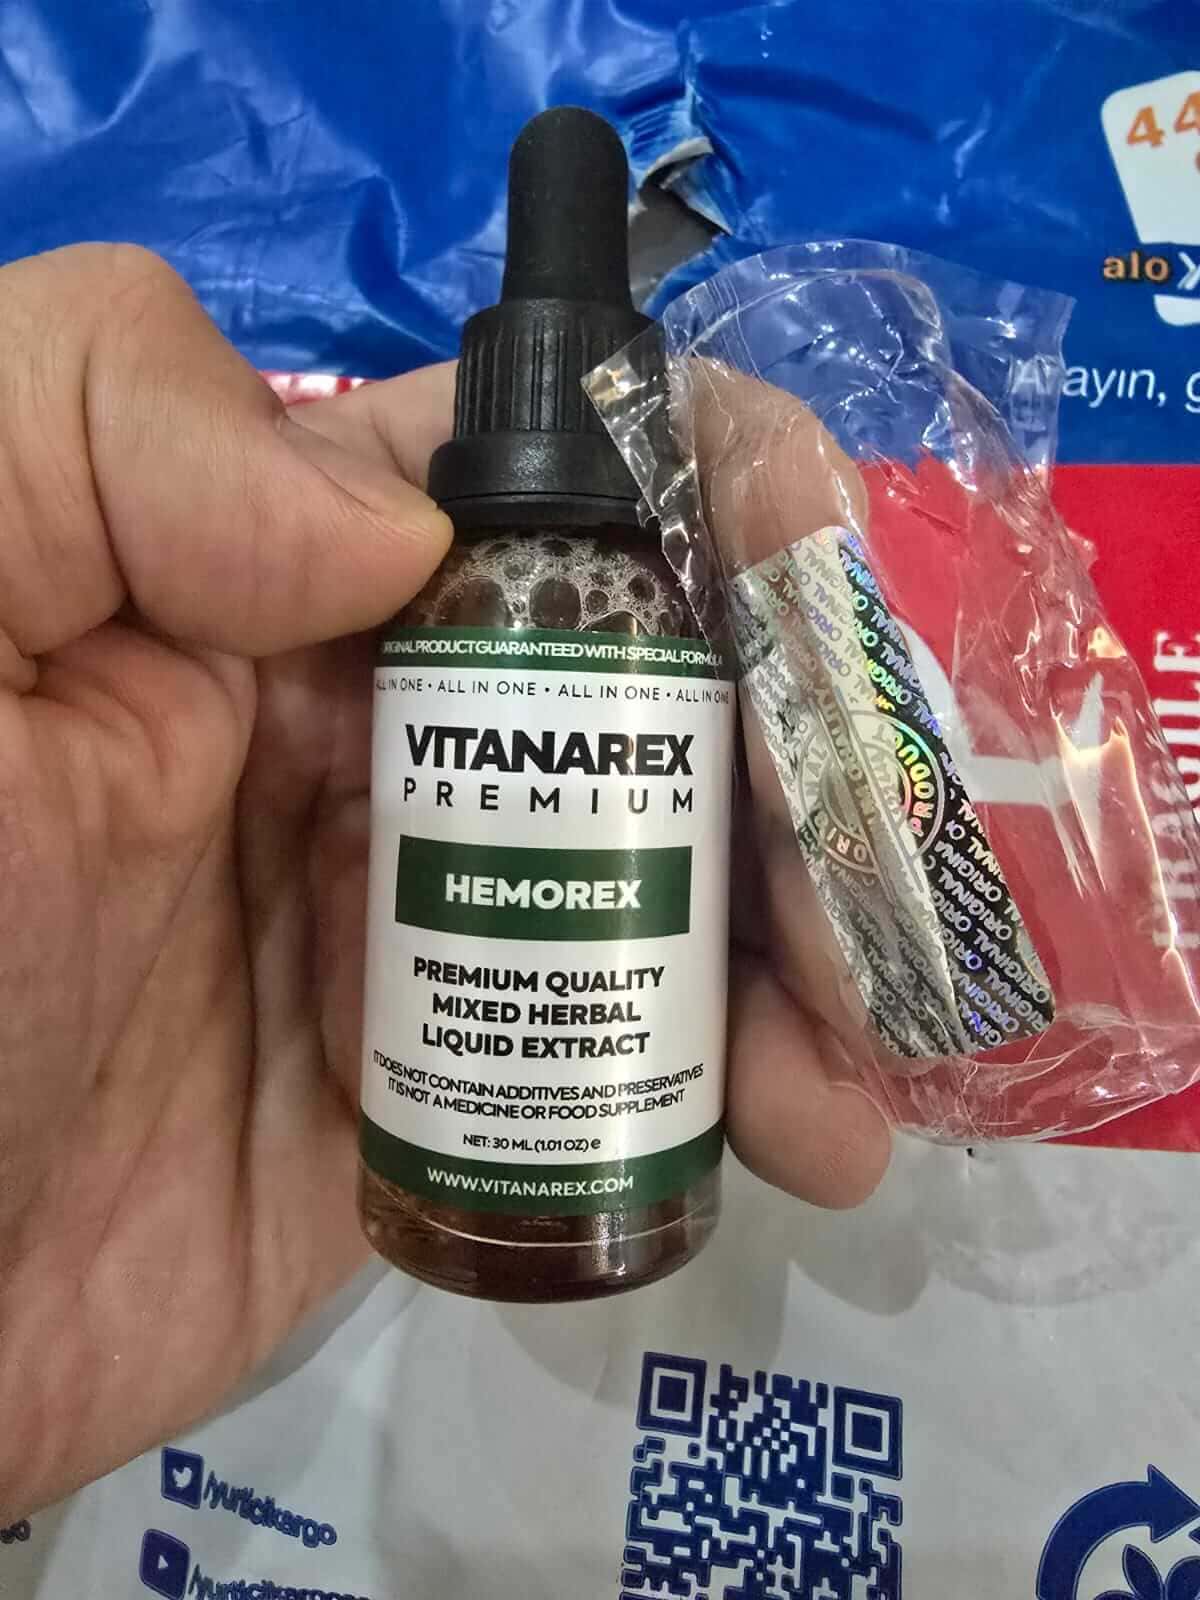 44
alo
Arayın, g
ORIGINAL PRODUCT GUARANTEED WITH SPECIAL FORMULA
ALL IN ONE • ALL IN ONE • ALL IN ONE • ALL IN ONE
VITANAREX
PREMIUM
HEMOREX
PREMIUM QUALITY
MIXED HERBAL
LIQUID EXTRACT
IT DOES NOT CONTAIN ADDITIVES AND PRESERVATIVES
IT IS NOT A MEDICINE OR FOOD SUPPLEMENT
NET: 30 ML (1.01 OZ) e
WWW.VITANAREX.COM
ORIGINAL
PRODUCT
FRAGILE
/yurticikargo
/yurticikargo